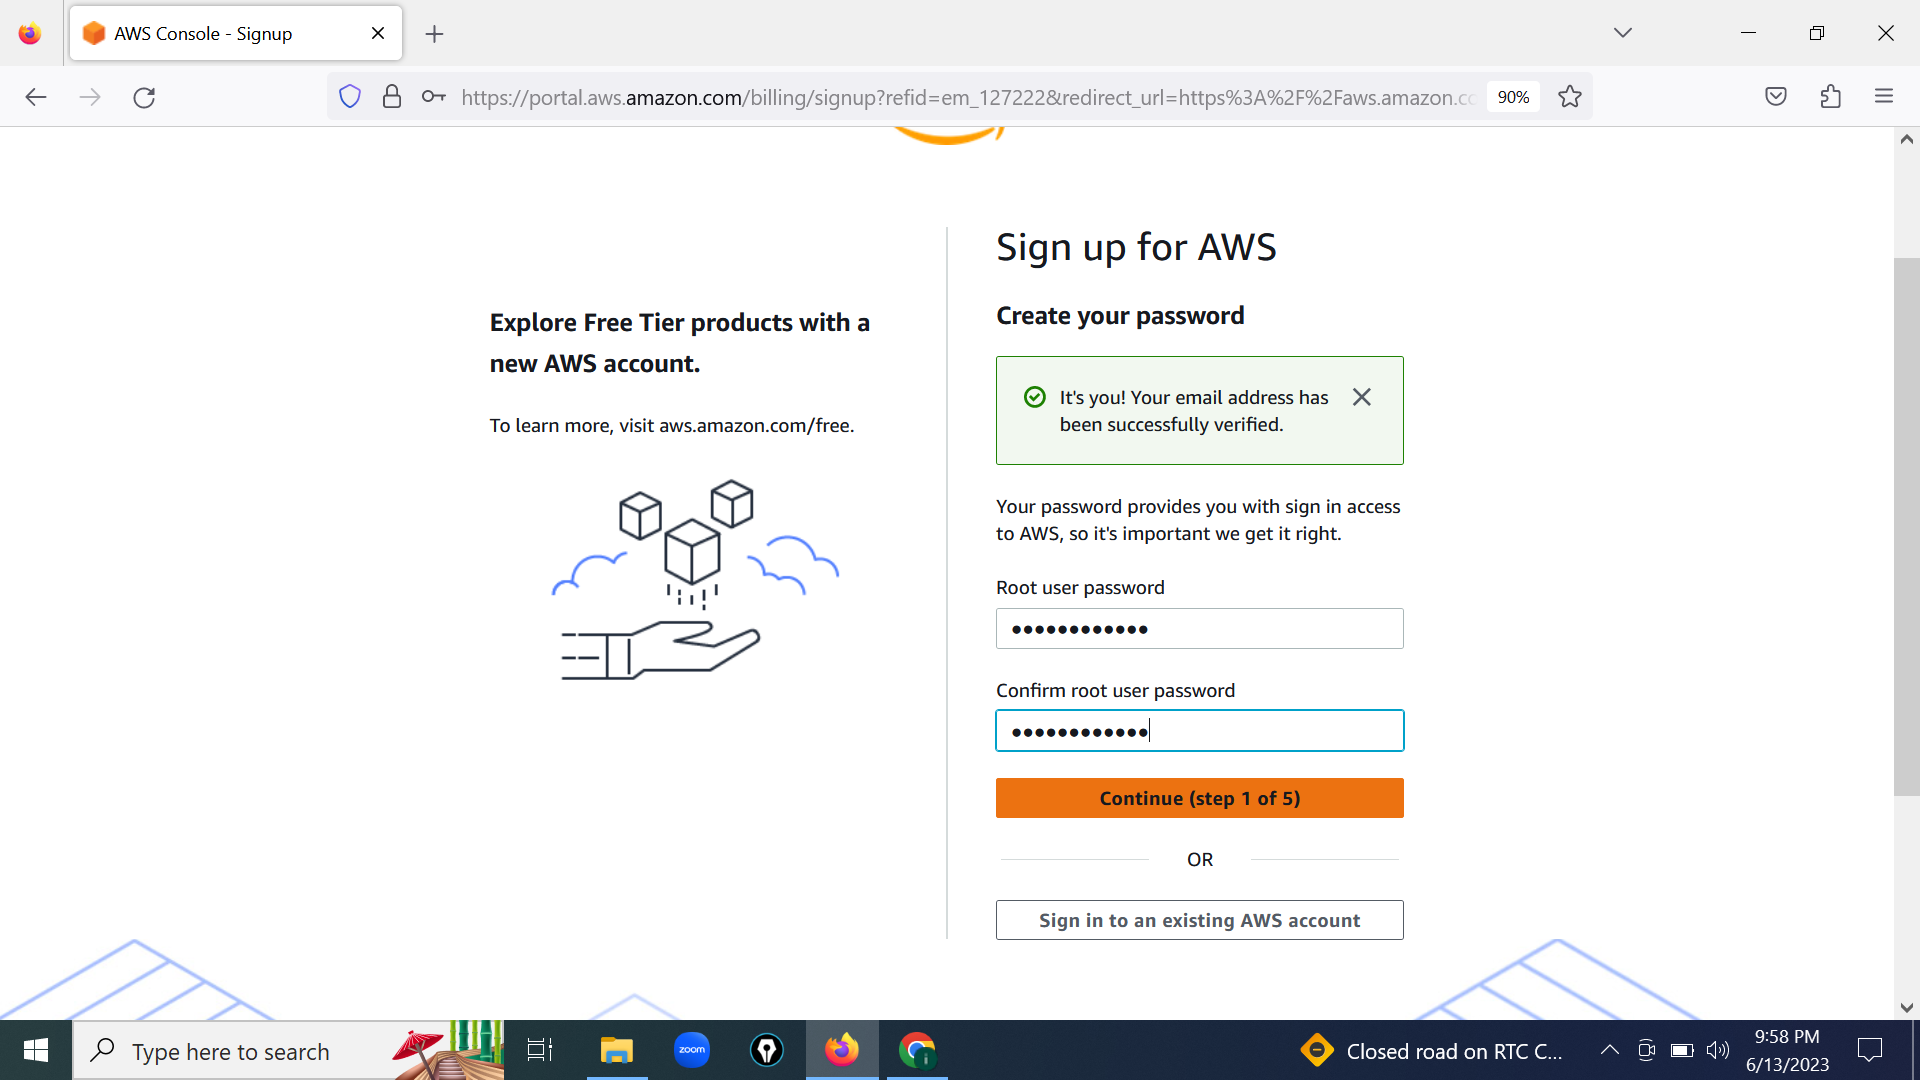 AWS Console - Signup
https://portal.aws.amazon.com/billing/signup?refid=em_127222&redirect_url=https%3A%2F%2Faws.amazon.co
90%
Sign up for AWS
Explore Free Tier products with a
new AWS account.
To learn more, visit aws.amazon.com/free.
Create your password
It's you! Your email address has
been successfully verified.
Your password provides you with sign in access
to AWS, so it's important we get it right.
Root user password
••••••••••••
Confirm root user password
••••••••••••
Continue (step 1 of 5)
OR
Sign in to an existing AWS account
Type here to search
zoom
Closed road on RTC C...
9:58 PM
6/13/2023